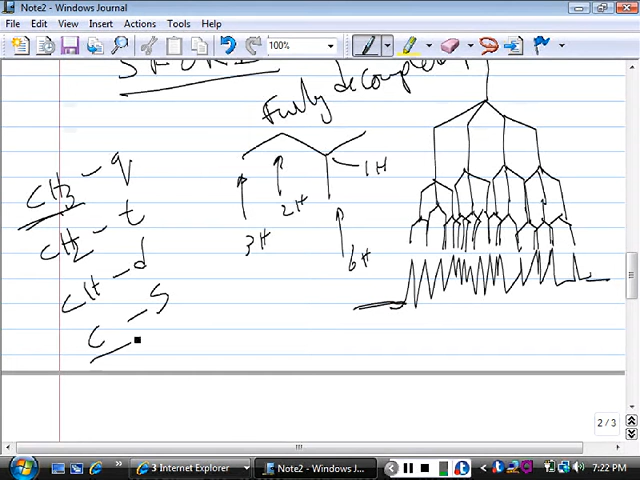 Note2 - Windows Journal
File Edit View Insert Actions Tools Help
100%
Fully decoupled
CH3 - q
CH2 - t
CH - d
C - S
1H
2H
3H
6H
2 / 3
3 Internet Explorer
Note2 - Windows Jou...
7:22 PM